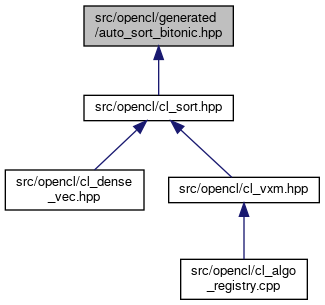 src/opencl/generated
/auto_sort_bitonic.hpp
src/opencl/cl_sort.hpp
src/opencl/cl_dense
_vec.hpp
src/opencl/cl_vxm.hpp
src/opencl/cl_algo
_registry.cpp